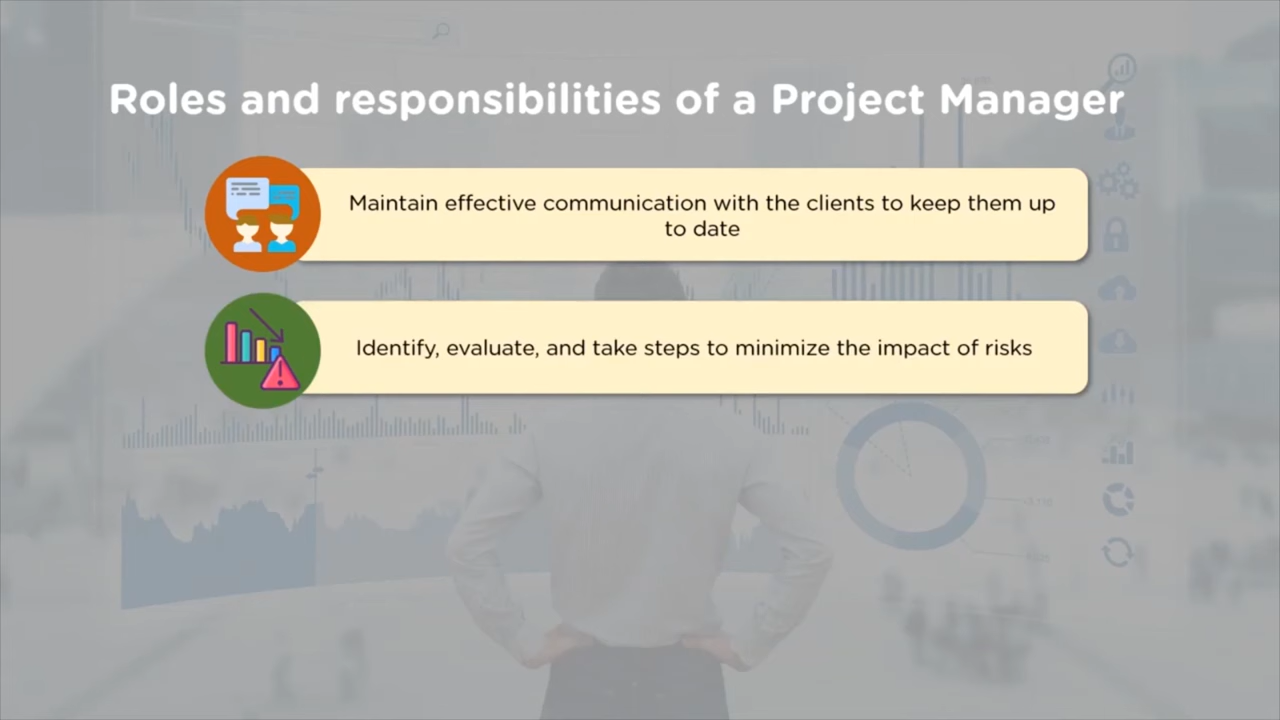 Roles and responsibilities of a Project Manager
Maintain effective communication with the clients to keep them up
to date
Identify, evaluate, and take steps to minimize the impact of risks